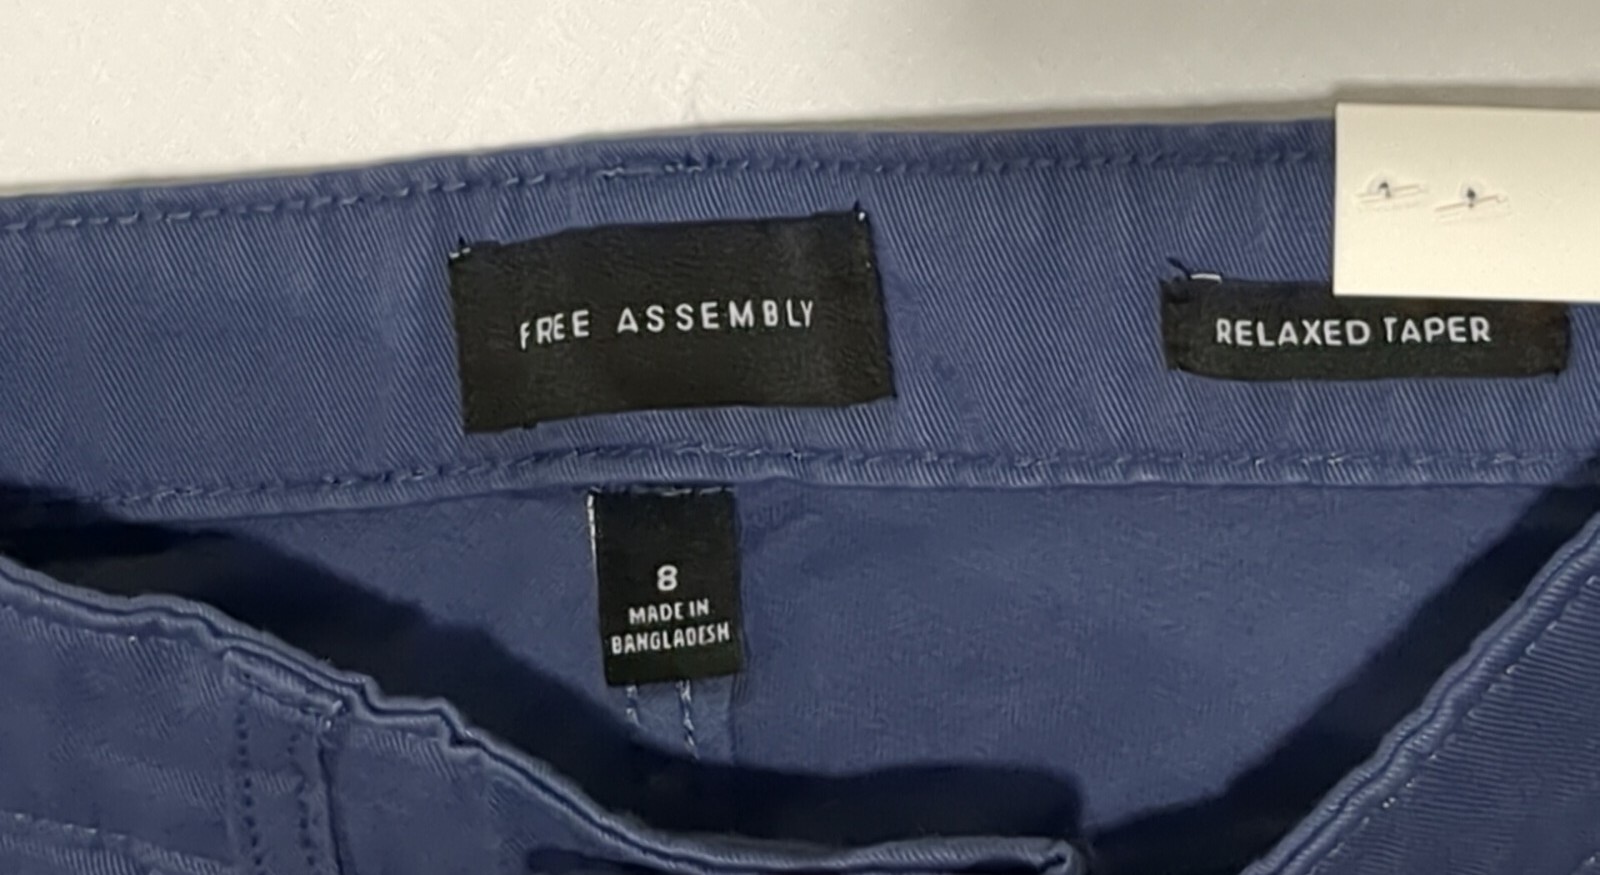 FREE ASSEMBLY
RELAXED TAPER
8
MADE IN
BANGLADESH